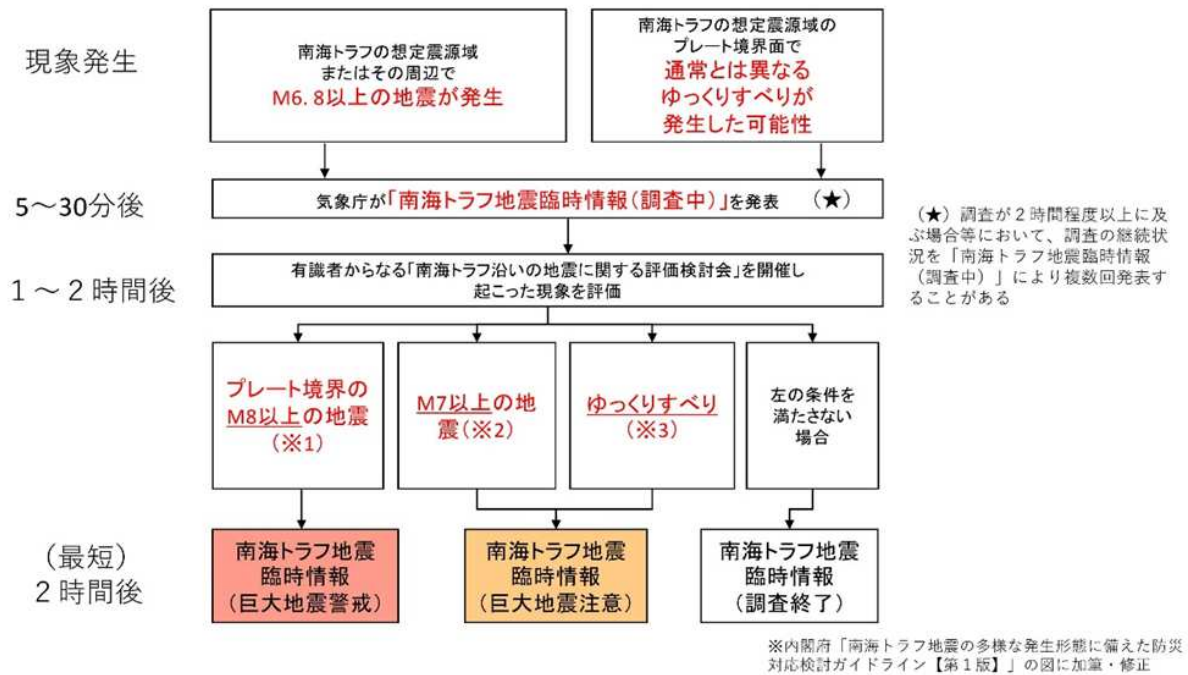 現象発生
南海トラフの想定震源域
またはその周辺で
M6.8以上の地震が発生
南海トラフの想定震源域の
プレート境界面で
通常とは異なる
ゆっくりすべりが
発生した可能性
5～30分後
気象庁が「南海トラフ地震臨時情報(調査中)」を発表 (★)
(★)調査が2時間程度以上に及
ぶ場合等において、調査の継続状
況を「南海トラフ地震臨時情報
(調査中)」により複数回発表す
ることがある
1～2時間後
有識者からなる「南海トラフ沿いの地震に関する評価検討会」を開催し
起こった現象を評価
プレート境界の
M8以上の地震
(※1)
M7以上の地
震(※2)
ゆっくりすべり
(※3)
左の条件を
満たさない
場合
(最短)
2時間後
南海トラフ地震
臨時情報
(巨大地震警戒)
南海トラフ地震
臨時情報
(巨大地震注意)
南海トラフ地震
臨時情報
(調査終了)
※内閣府「南海トラフ地震の多様な発生形態に備えた防災
対応検討ガイドライン【第1版】」の図に加筆・修正